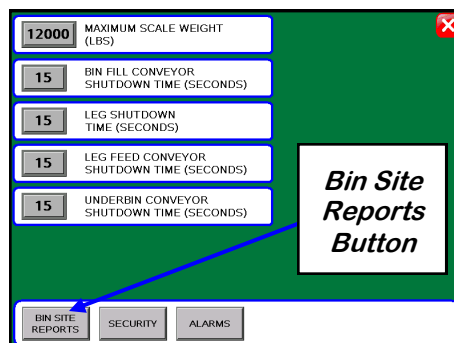 12000 MAXIMUM SCALE WEIGHT
(LBS)
15 BIN FILL CONVEYOR
SHUTDOWN TIME (SECONDS)
15 LEG SHUTDOWN
TIME (SECONDS)
15 LEG FEED CONVEYOR
SHUTDOWN TIME (SECONDS)
15 UNDERBIN CONVEYOR
SHUTDOWN TIME (SECONDS)
Bin Site
Reports
Button
BIN SITE
REPORTS
SECURITY
ALARMS